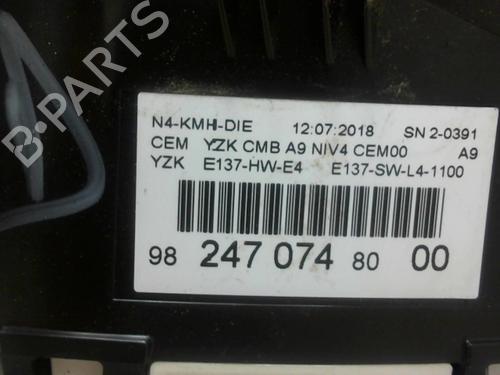 B-PARTS
N4-KMH-DIE 12:07:2018 SN 2-0391
CEM YZK CMB A9 NIV4 CEM00 A9
YZK E137-HW-E4 E137-SW-L4-1100
98 247 074 80 00